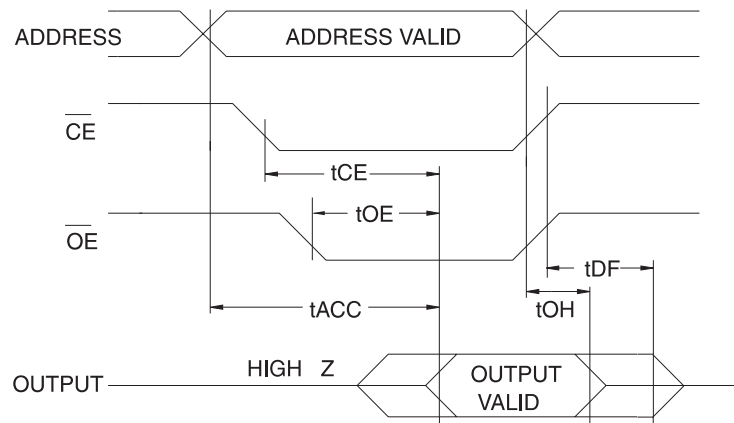 ADDRESS
ADDRESS VALID
CE
tCE
tOE
OE
tDF
tACC
tOH
HIGH Z
OUTPUT
OUTPUT
VALID